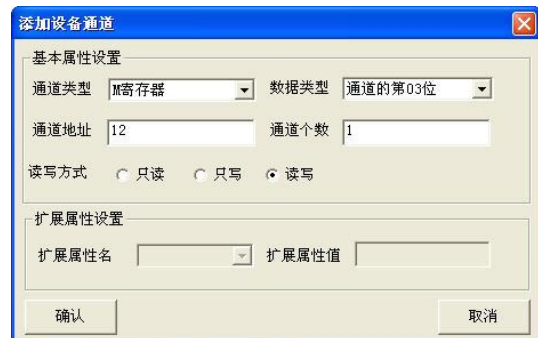 添加设备通道
基本属性设置
通道类型 M寄存器 数据类型 通道的第03位
通道地址 12 通道个数 1
读写方式 只读 只写 读写
扩展属性设置
扩展属性名 扩展属性值
确认 取消